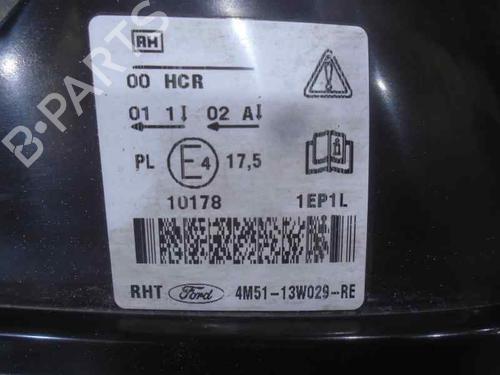 RH
00 HCR
01 1 02 A
PL E4 17,5
10178 1EP1L
RHT Ford 4M51-13W029-RE
B-PARTS